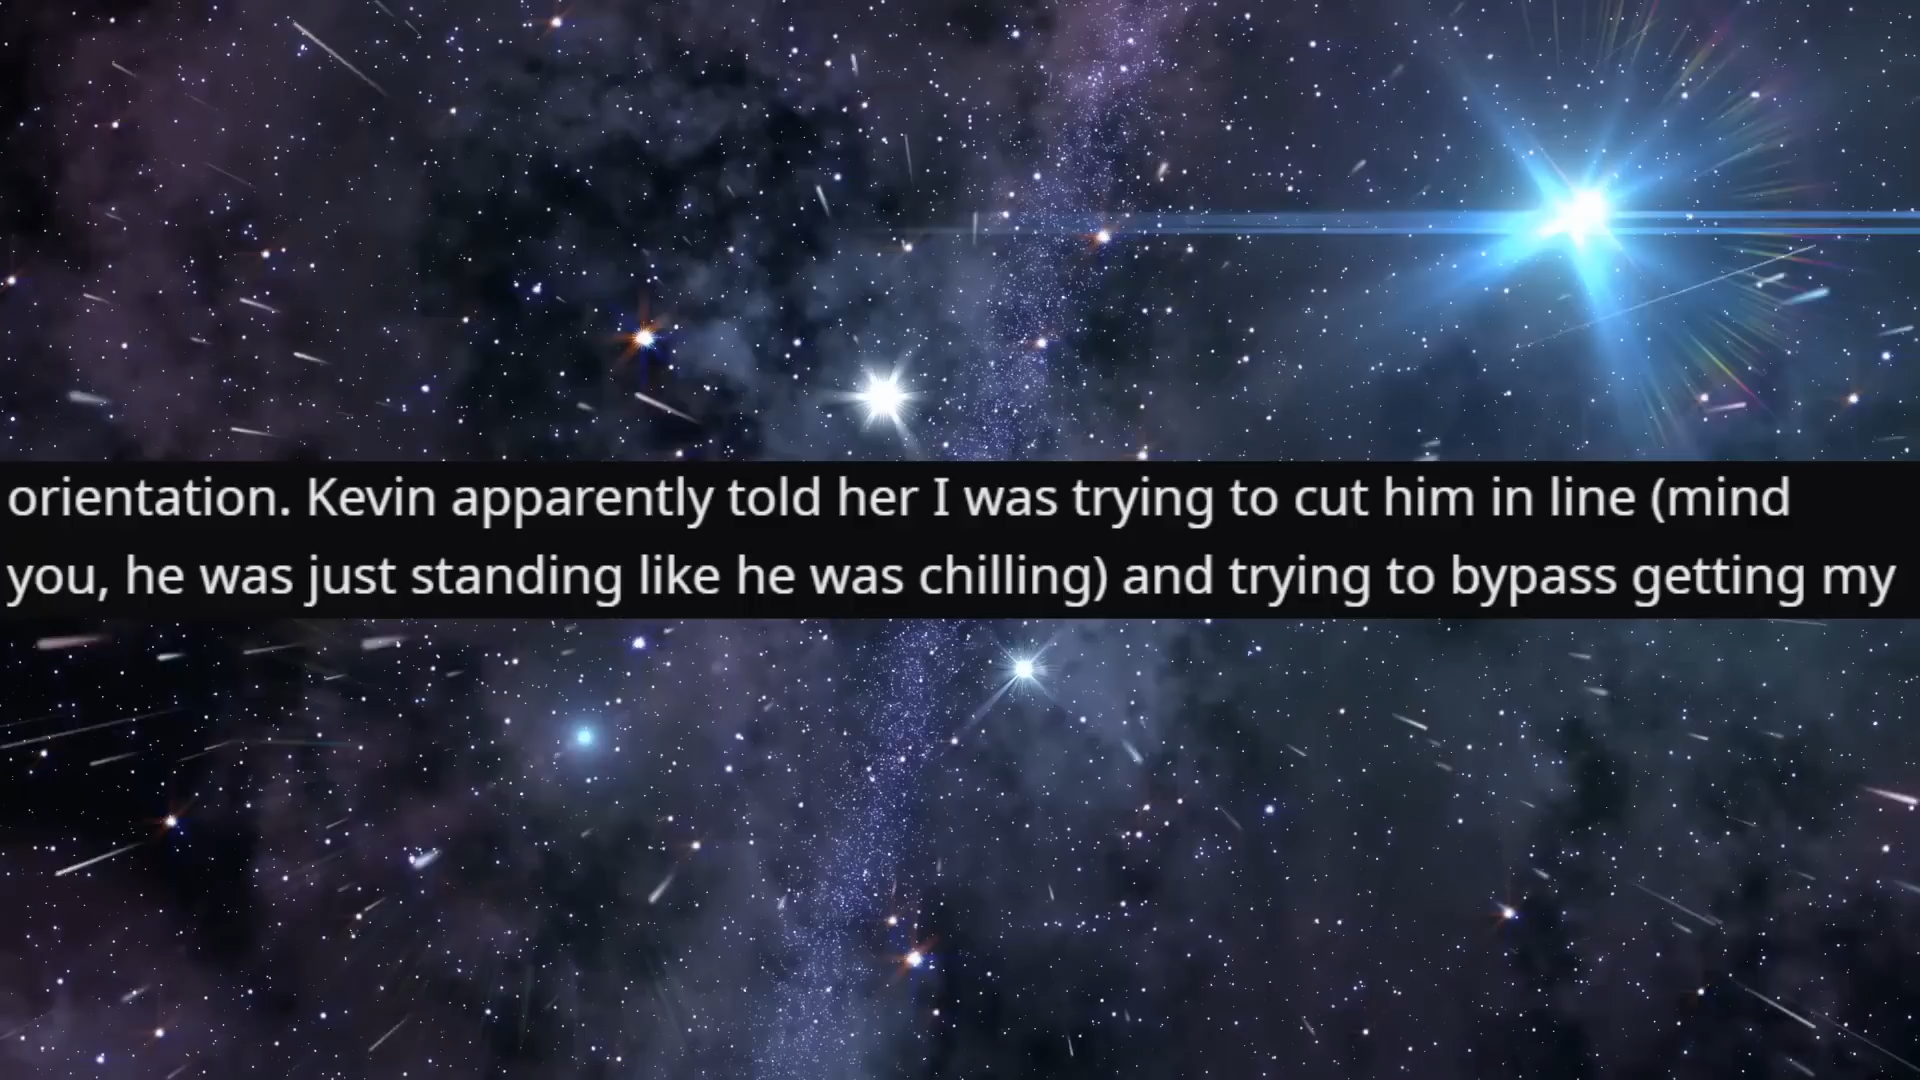 orientation. Kevin apparently told her I was trying to cut him in line (mind
you, he was just standing like he was chilling) and trying to bypass getting my